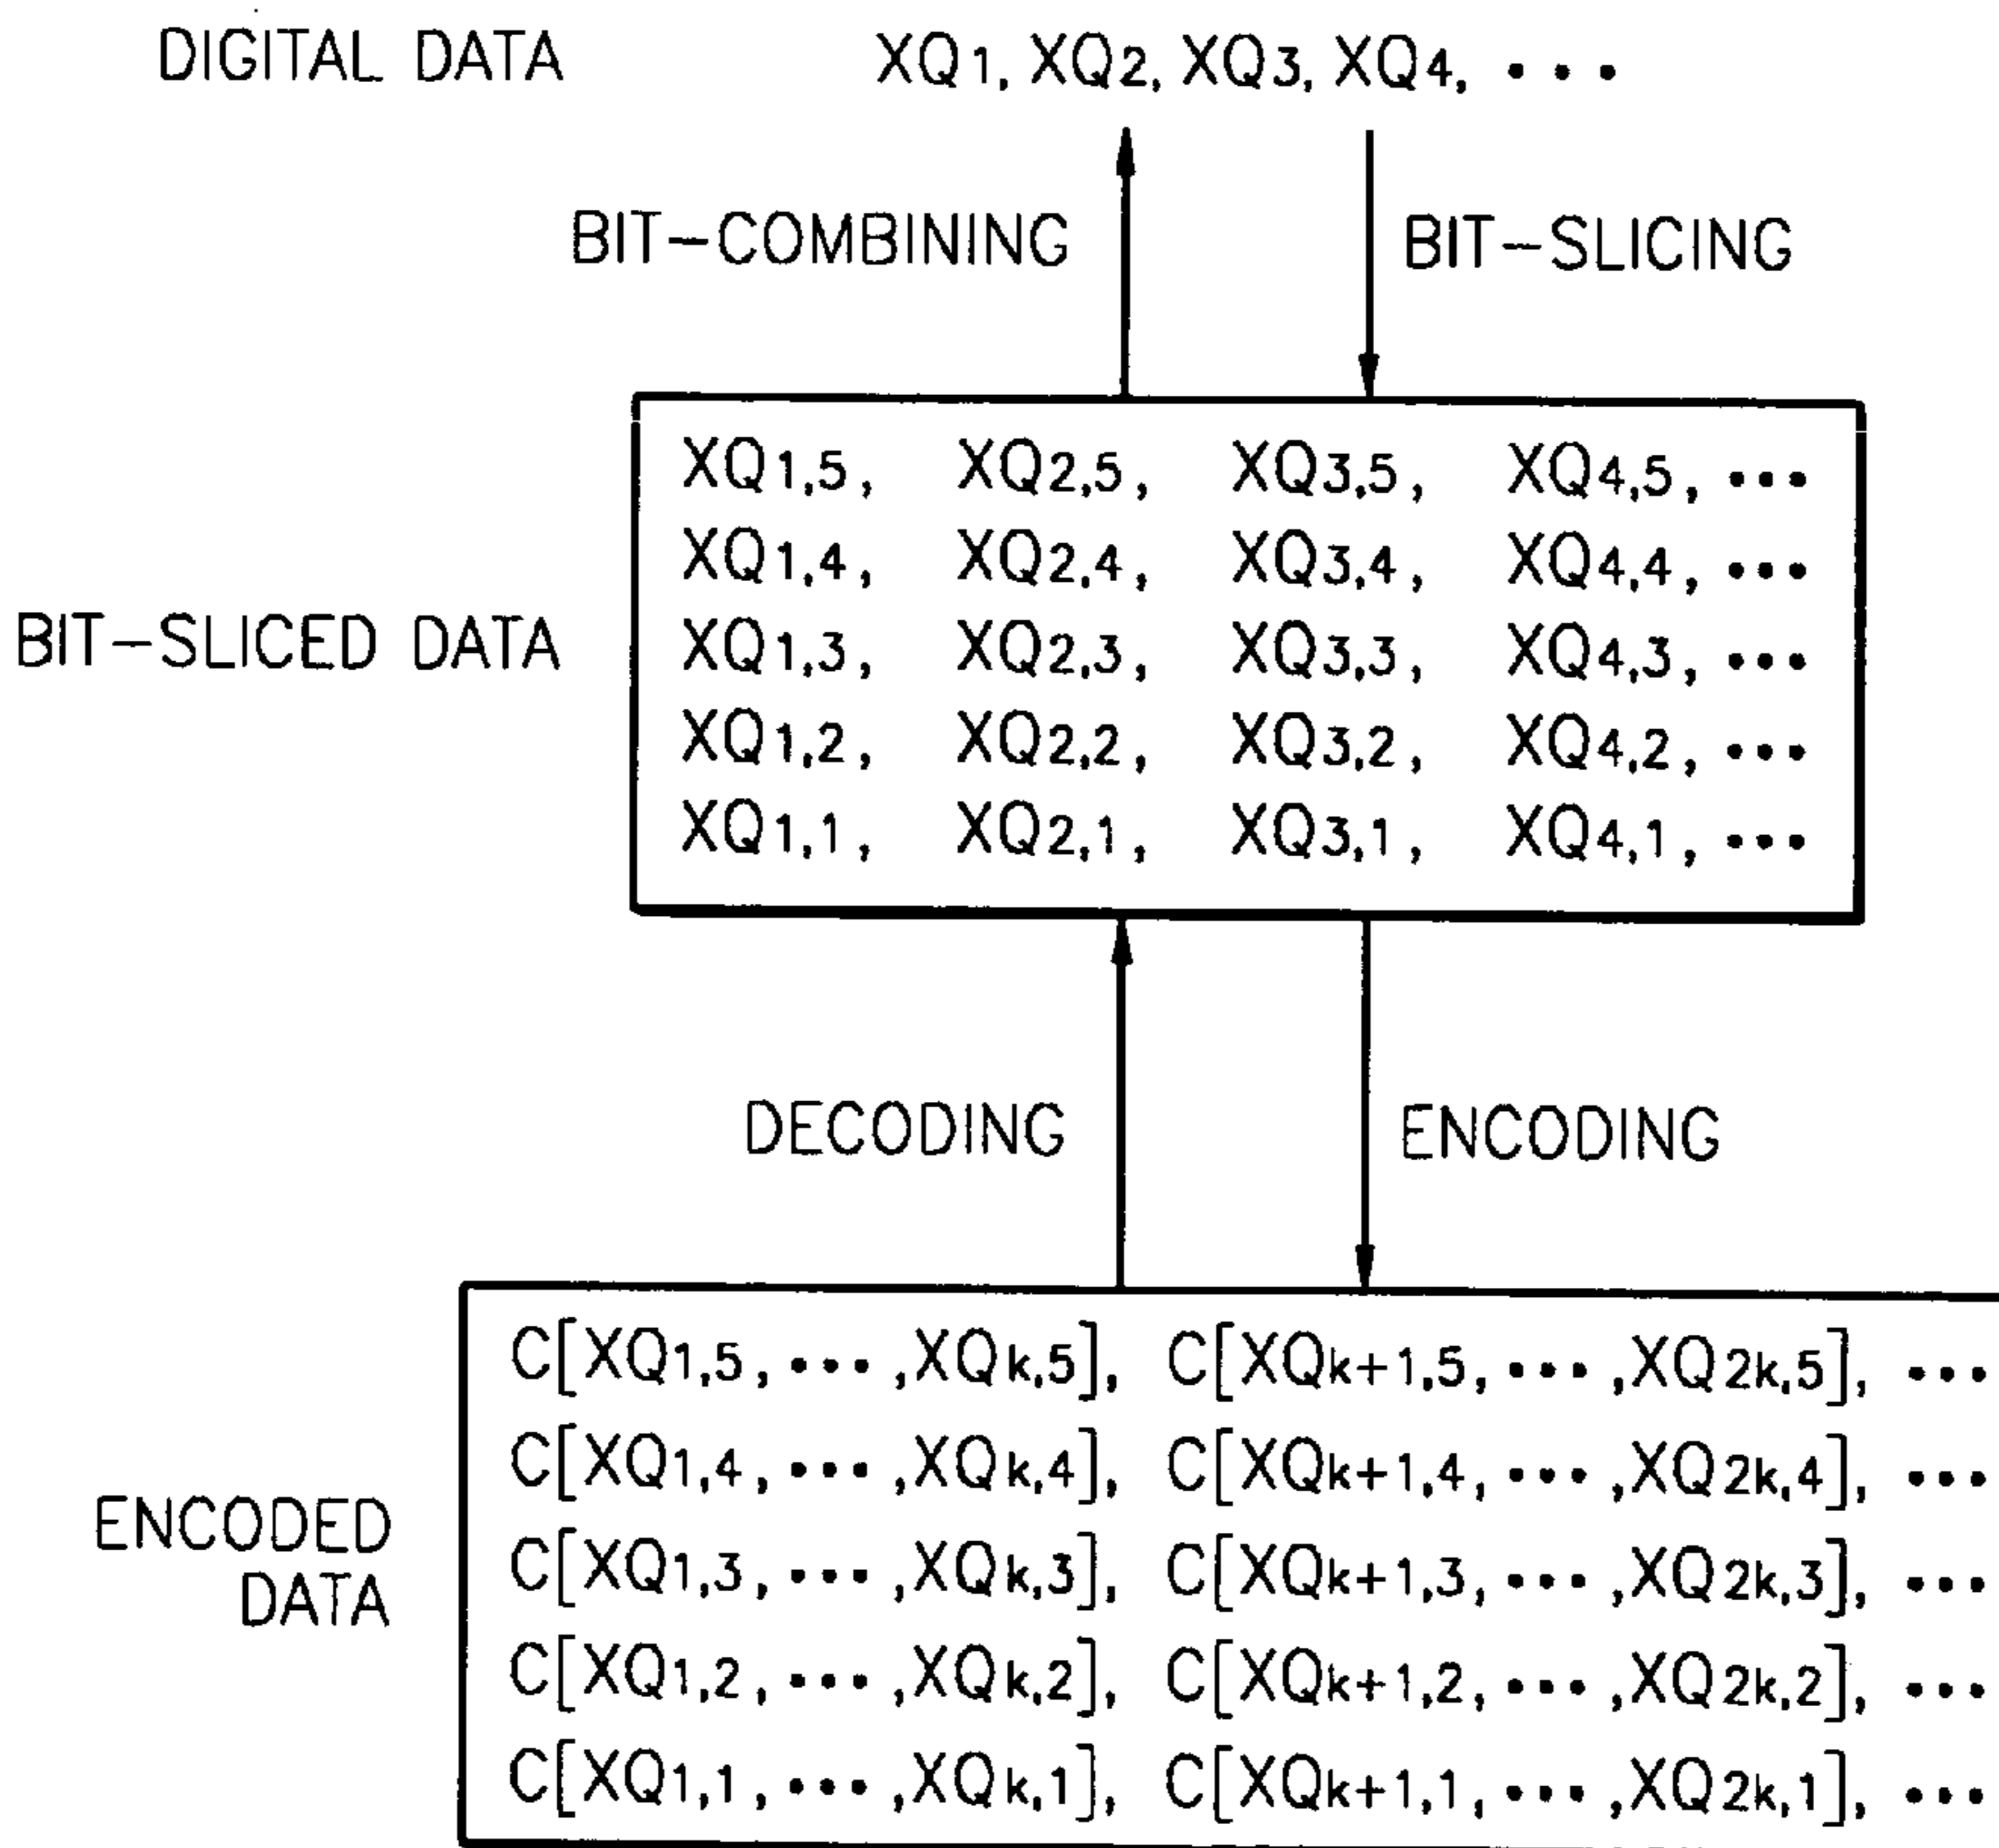 DIGITAL DATA XQ1, XQ2, XQ3, XQ4, •••
BIT-COMBINING BIT-SLICING
XQ1,5, XQ2,5, XQ3,5, XQ4,5, •••
XQ1,4, XQ2,4, XQ3,4, XQ4,4, •••
BIT-SLICED DATA XQ1,3, XQ2,3, XQ3,3, XQ4,3, •••
XQ1,2, XQ2,2, XQ3,2, XQ4,2, •••
XQ1,1, XQ2,1, XQ3,1, XQ4,1, •••
DECODING ENCODING
C[XQ1,5, ••• ,XQk,5], C[XQk+1,5, ••• ,XQ2k,5], •••
C[XQ1,4, ••• ,XQk,4], C[XQk+1,4, ••• ,XQ2k,4], •••
ENCODED
DATA
C[XQ1,3, ••• ,XQk,3], C[XQk+1,3, ••• ,XQ2k,3], •••
C[XQ1,2, ••• ,XQk,2], C[XQk+1,2, ••• ,XQ2k,2], •••
C[XQ1,1, ••• ,XQk,1], C[XQk+1,1, ••• ,XQ2k,1], •••